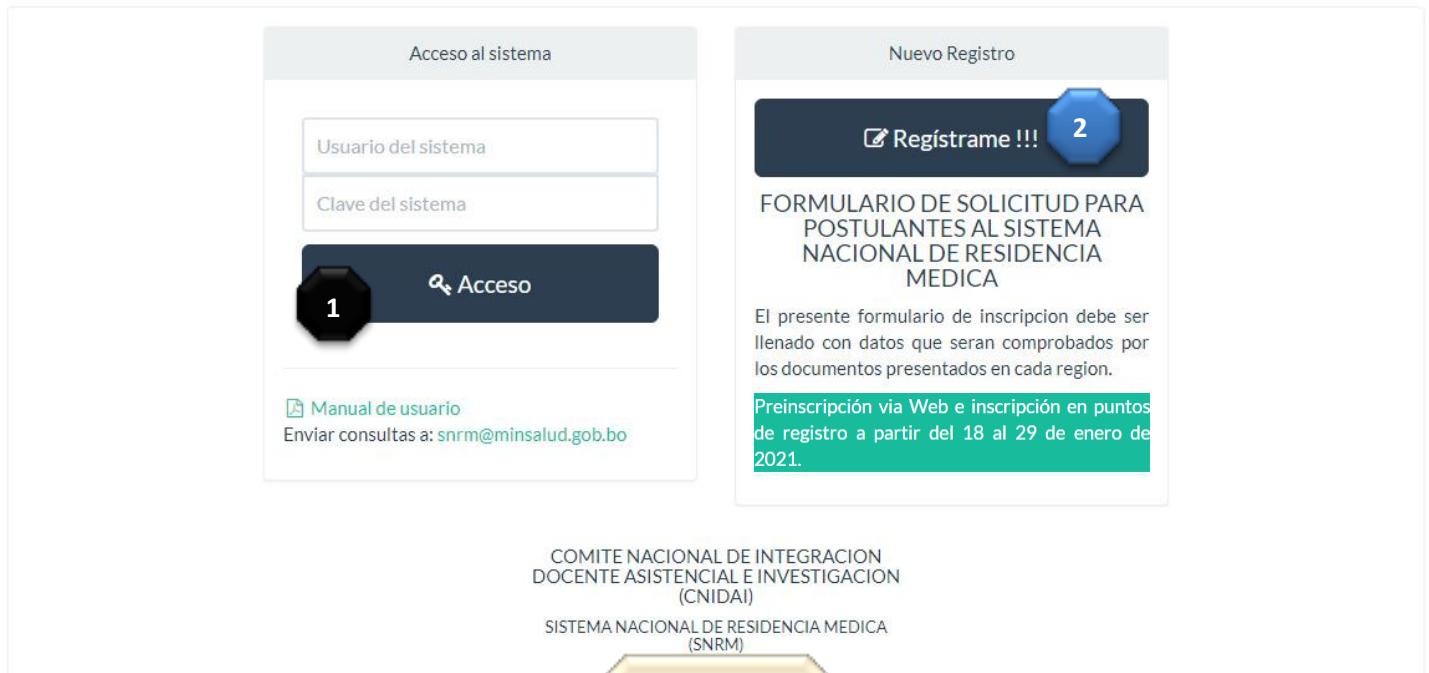 Acceso al sistema
Usuario del sistema
Clave del sistema
Acceso
1
Manual de usuario
Enviar consultas a: snrm@minsalud.gob.bo
Nuevo Registro
Regístrame !!!
2
FORMULARIO DE SOLICITUD PARA
POSTULANTES AL SISTEMA
NACIONAL DE RESIDENCIA
MEDICA
El presente formulario de inscripcion debe ser
llenado con datos que seran comprobados por
los documentos presentados en cada region.
Preinscripción via Web e inscripción en puntos
de registro a partir del 18 al 29 de enero de
2021.
COMITE NACIONAL DE INTEGRACION
DOCENTE ASISTENCIAL E INVESTIGACION
(CNIDAI)
SISTEMA NACIONAL DE RESIDENCIA MEDICA
(SNRM)